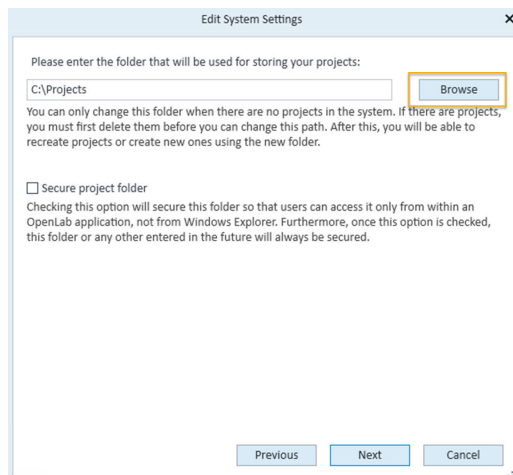 Edit System Settings
Please enter the folder that will be used for storing your projects:
C:\Projects
Browse
You can only change this folder when there are no projects in the system. If there are projects,
you must first delete them before you can change this path. After this, you will be able to
recreate projects or create new ones using the new folder.
Secure project folder
Checking this option will secure this folder so that users can access it only from within an
OpenLab application, not from Windows Explorer. Furthermore, once this option is checked,
this folder or any other entered in the future will always be secured.
Previous
Next
Cancel